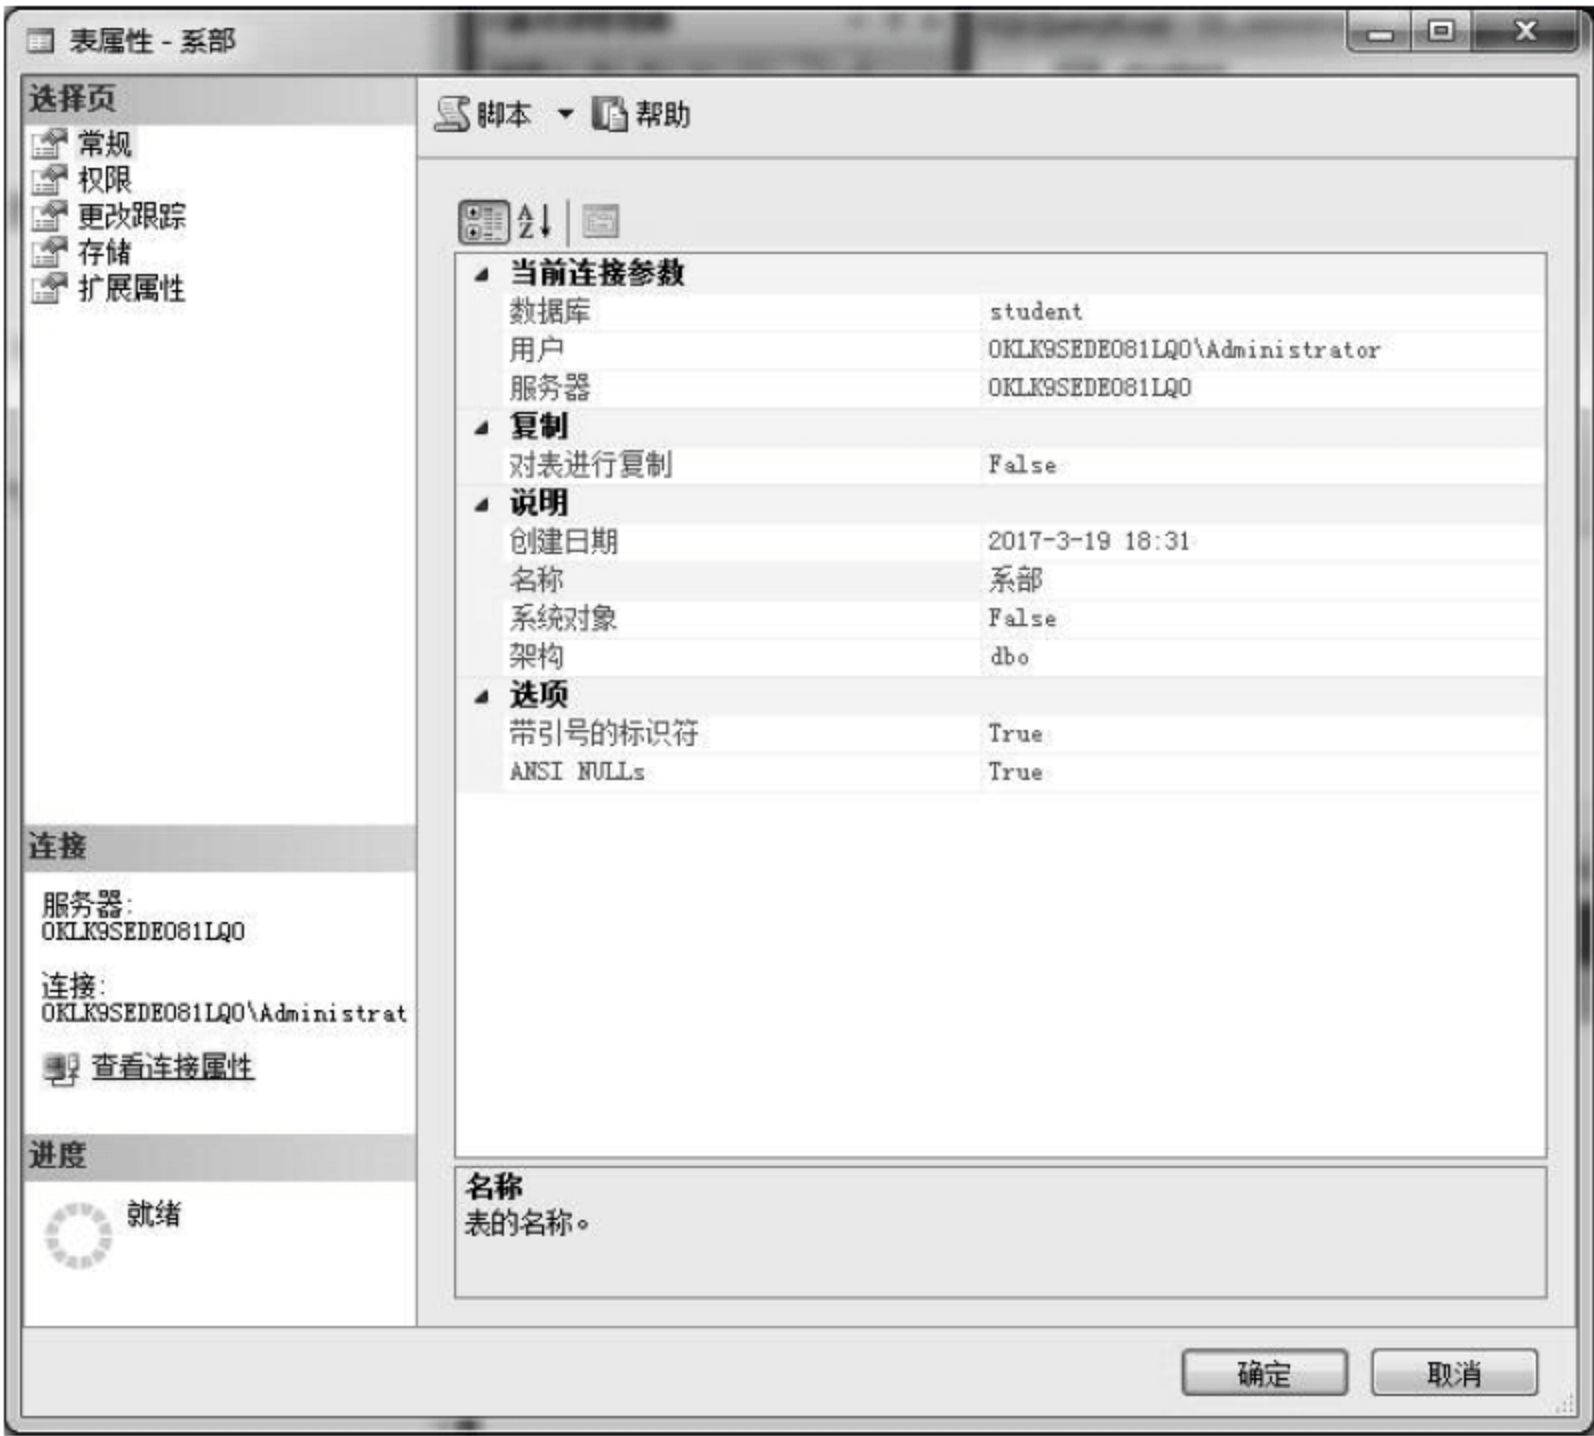 表属性 - 系部
选择页
常规
权限
更改跟踪
存储
扩展属性
脚本 帮助
当前连接参数
数据库 student
用户 OKLK9SEDEO81LQO\Administrator
服务器 OKLK9SEDEO81LQO
复制
对表进行复制 False
说明
创建日期 2017-3-19 18:31
名称 系部
系统对象 False
架构 dbo
选项
带引号的标识符 True
ANSI NULLs True
连接
服务器:
OKLK9SEDEO81LQO
连接:
OKLK9SEDEO81LQO\Administrat
查看连接属性
进度
就绪
名称
表的名称。
确定 取消